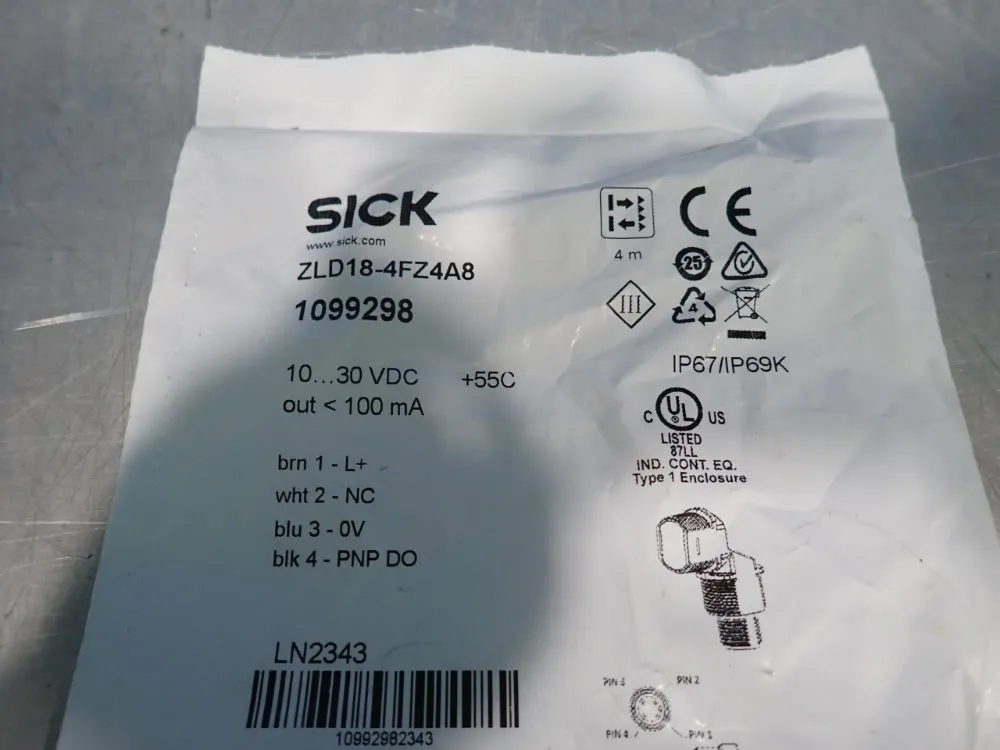 SICK
www.sick.com
ZLD18-4FZ4A8
1099298
10...30 VDC +55C
out < 100 mA
brn 1 - L+
wht 2 - NC
blu 3 - 0V
blk 4 - PNP DO
LN2343
10992982343
4 m
CE
25
III
4
IP67/IP69K
C UL US
LISTED
87LL
IND. CONT. EQ.
Type 1 Enclosure
PIN 3 PIN 2
PIN 4 PIN 1